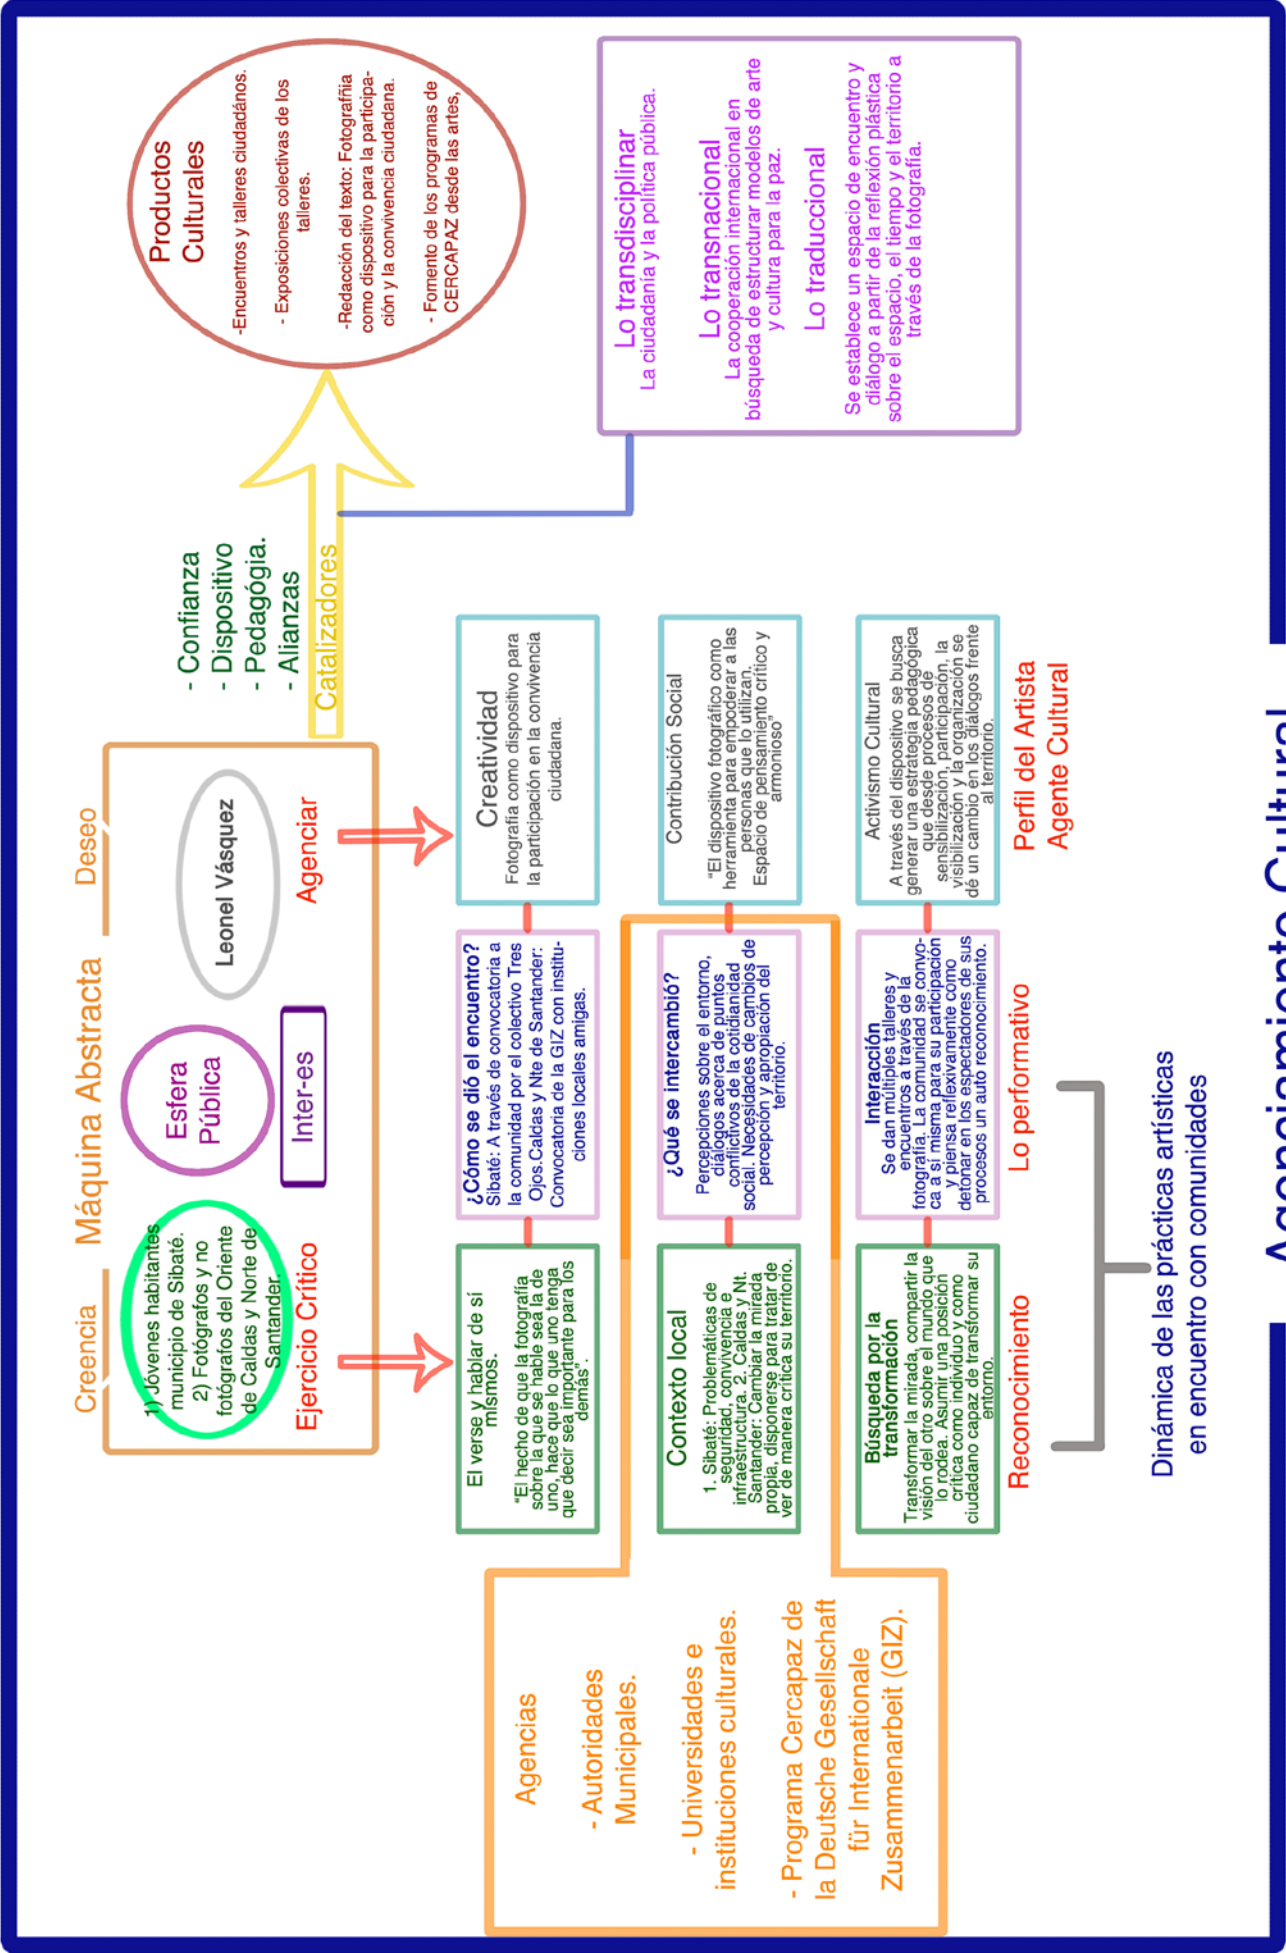 Creencia
Máquina Abstracta
Deseo
1) Jóvenes habitantes
municipio de Sibaté.
2) Fotógrafos y no
fotógrafos del Oriente
de Caldas y Norte de
Santander.
Ejercicio Crítico
Esfera
Pública
Inter-es
Leonel Vásquez
Agenciar
- Confianza
- Dispositivo
- Pedagógia.
- Alianzas
Catalizadores
Productos
Culturales
-Encuentros y talleres ciudadános.
- Exposiciones colectivas de los
talleres.
-Redacción del texto: Fotografñia
como dispositivo para la participa-
ción y la convivencia ciudadana.
- Fomento de los programas de
CERCAPAZ desde las artes,
Agencias
- Autoridades
Municipales.
- Universidades e
instituciones culturales.
- Programa Cercapaz de
la Deutsche Gesellschaft
für Internationale
Zusammenarbeit (GIZ).
El verse y hablar de sí
mismos.
“El hecho de que la fotografía
sobre la que se hable sea la de
uno, hace que lo que uno tenga
que decir sea importante para los
demás”.
¿Cómo se dió el encuentro?
Sibaté: A través de convocatoria a
la comunidad por el colectivo Tres
Ojos.Caldas y Nte de Santander:
Convocatoria de la GIZ con institu-
ciones locales amigas.
Creatividad
Fotografía como dispositivo para
la participación en la convivencia
ciudadana.
Contexto local
1. Sibaté: Problemáticas de
seguridad, convivencia e
infraestructura. 2. Caldas y Nt.
Santander: Cambiar la mirada
propia, disponerse para tratar de
ver de manera crítica su territorio.
¿Qué se intercambió?
Percepciones sobre el entorno,
diálogos acerca de puntos
conflictivos de la cotidianidad
social. Necesidades de cambios de
percepción y apropiación del
territorio.
Contribución Social
“El dispositivo fotográfico como
herramienta para empoderar a las
personas que lo utilizan.
Espacio de pensamiento crítico y
armonioso”
Búsqueda por la
transformación
Transformar la mirada, compartir la
visión del otro sobre el mundo que
lo rodea. Asumir una posición
crítica como individuo y como
ciudadano capaz de transformar su
entorno.
Interacción
Se dan múltiples talleres y
encuentros a través de la
fotografía. La comunidad se convo-
ca a sí misma para su participación
y piensa reflexivamente como
detonar en los espectadores de sus
procesos un auto reconocimiento.
Activismo Cultural
A través del dispositivo se busca
generar una estrategia pedagógica
que desde procesos de
sensibilización, participación, la
visibilización y la organización se
dé un cambio en los diálogos frente
al territorio.
Reconocimiento
Lo performativo
Perfil del Artista
Agente Cultural
Lo transdisciplinar
La ciudadanía y la política pública.
Lo transnacional
La cooperación internacional en
búsqueda de estructurar modelos de arte
y cultura para la paz.
Lo traduccional
Se establece un espacio de encuentro y
diálogo a partir de la reflexión plástica
sobre el espacio, el tiempo y el territorio a
través de la fotografía.
Dinámica de las prácticas artísticas
en encuentro con comunidades
Agenciamiento Cultural